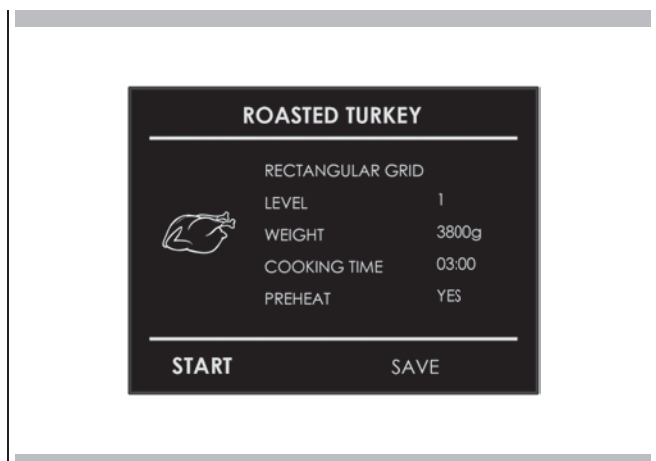 ROASTED TURKEY
RECTANGULAR GRID
LEVEL 1
WEIGHT 3800g
COOKING TIME 03:00
PREHEAT YES
START SAVE